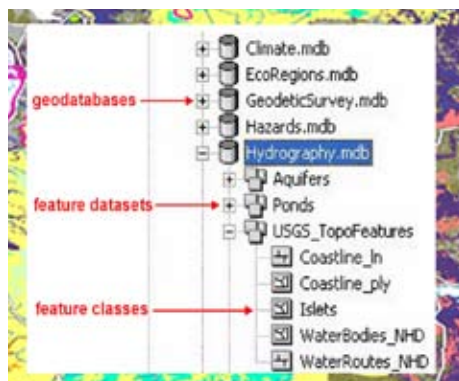 Climate.mdb
EcoRegions.mdb
geodatabases GeodeticSurvey.mdb
Hazards.mdb
Hydrography.mdb
Aquifers
feature datasets Ponds
USGS_TopoFeatures
Coastline_ln
Coastline_ply
feature classes Islets
WaterBodies_NHD
WaterRoutes_NHD